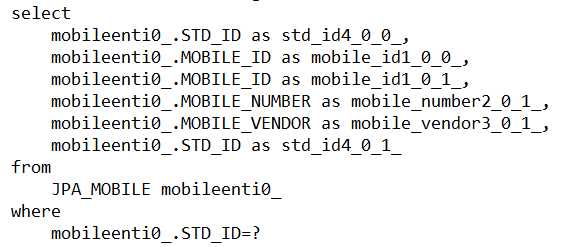 select
    mobileenti0_.STD_ID as std_id4_0_0_,
    mobileenti0_.MOBILE_ID as mobile_id1_0_0_,
    mobileenti0_.MOBILE_ID as mobile_id1_0_1_,
    mobileenti0_.MOBILE_NUMBER as mobile_number2_0_1_,
    mobileenti0_.MOBILE_VENDOR as mobile_vendor3_0_1_,
    mobileenti0_.STD_ID as std_id4_0_1_
from
    JPA_MOBILE mobileenti0_
where
    mobileenti0_.STD_ID=?